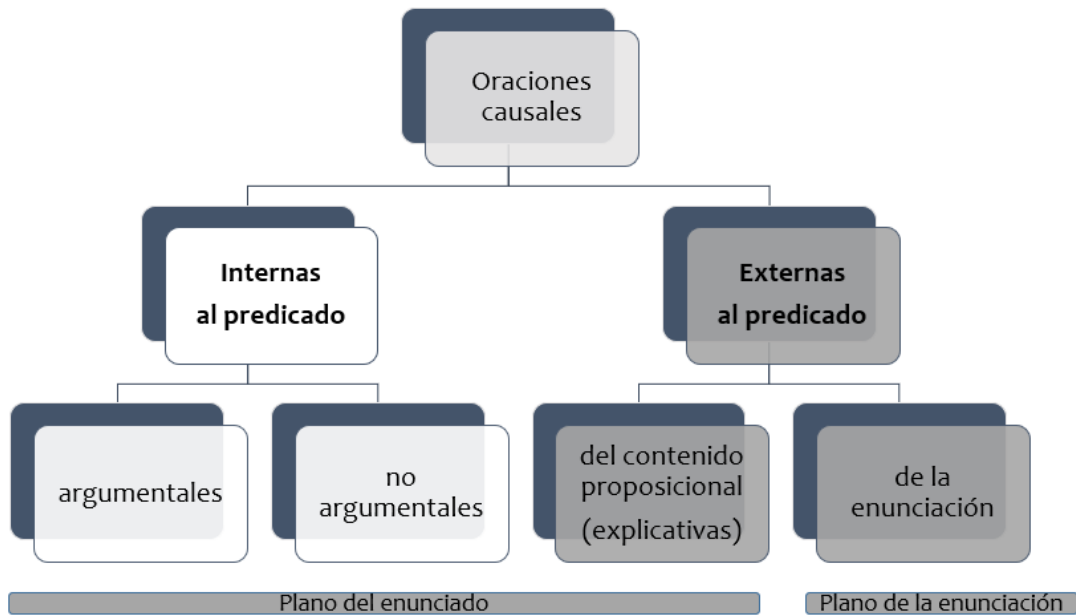 Oraciones
causales
Internas
al predicado
Externas
al predicado
argumentales
no
argumentales
del contenido
proposicional
(explicativas)
de la
enunciación
Plano del enunciado
Plano de la enunciación